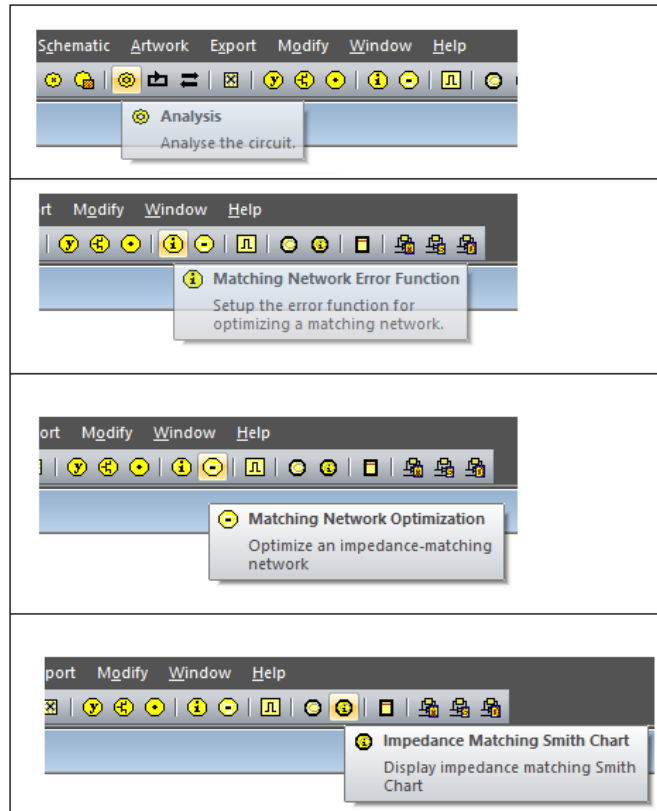 Schematic Artwork Export Modify Window Help
Analysis
Analyse the circuit.
rt Modify Window Help
Matching Network Error Function
Setup the error function for
optimizing a matching network.
ort Modify Window Help
Matching Network Optimization
Optimize an impedance-matching
network
port Modify Window Help
Impedance Matching Smith Chart
Display impedance matching Smith
Chart